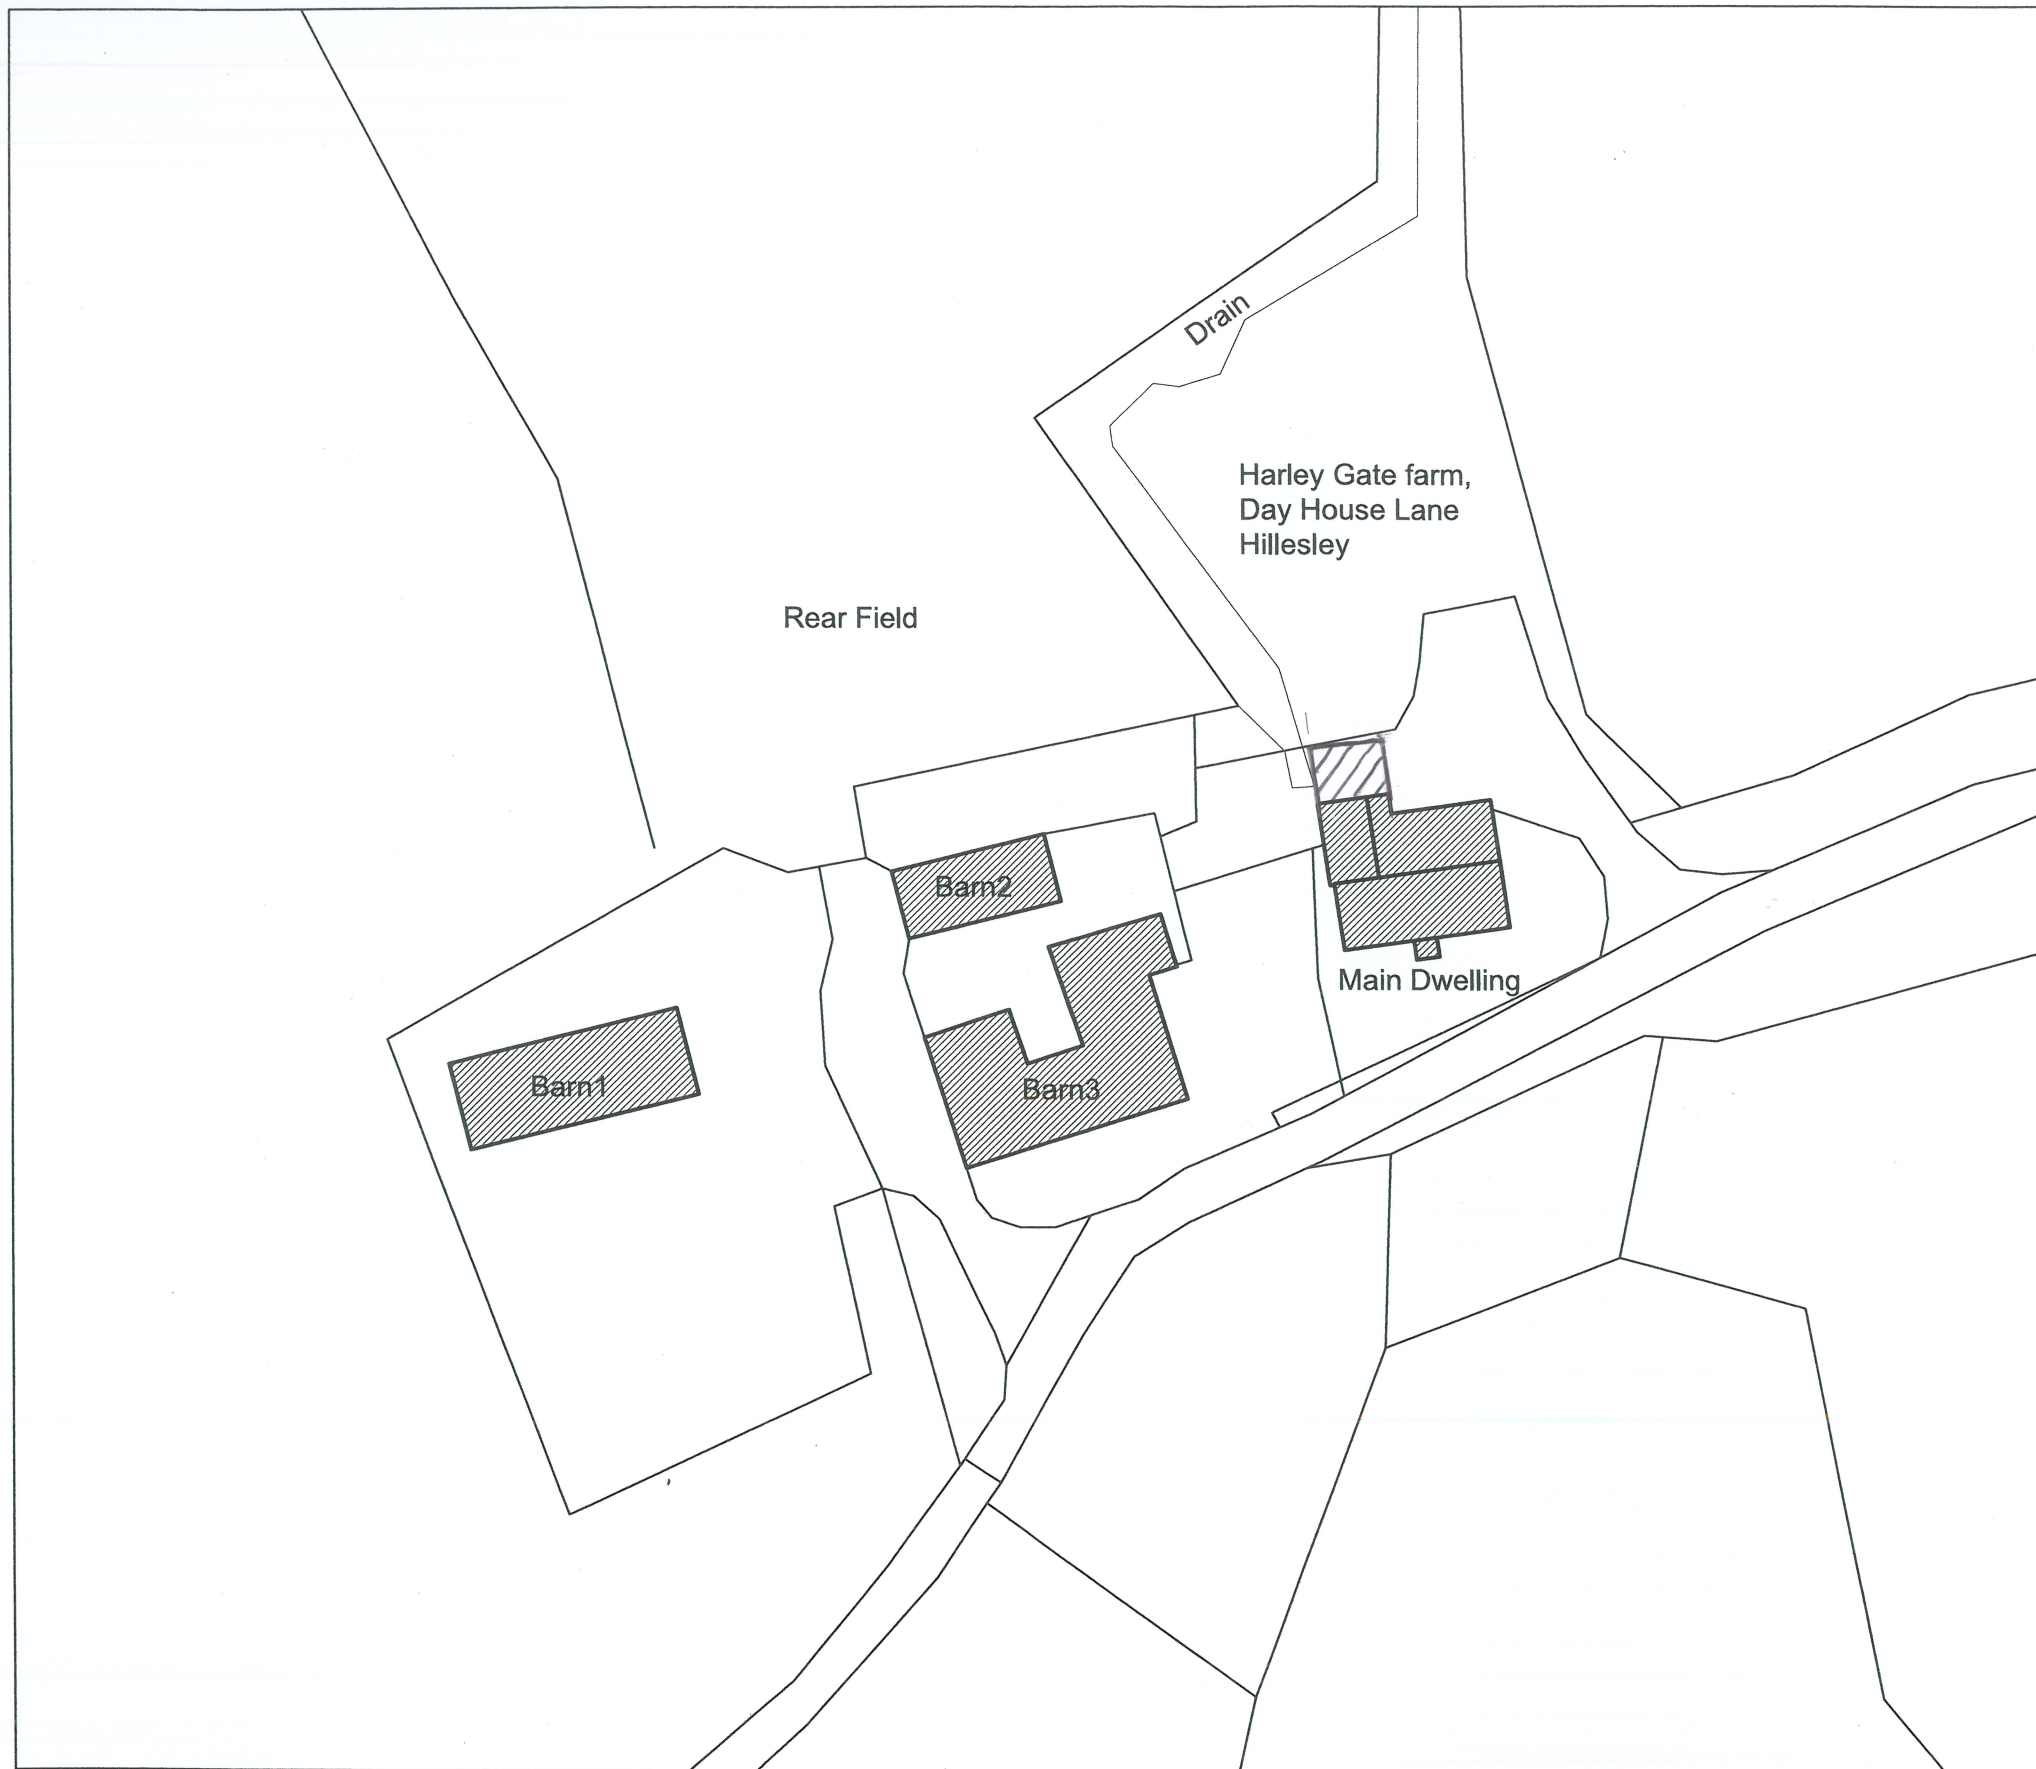 Drain
Harley Gate farm,
Day House Lane
Hillesley
Rear Field
Barn2
Main Dwelling
Barn1
Barn3